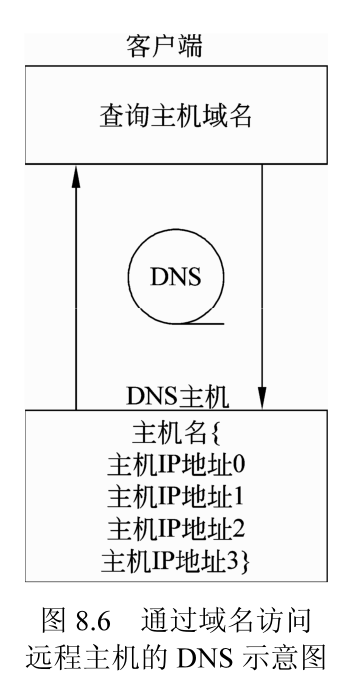 客户端
查询主机域名
DNS
DNS主机
主机名{
主机IP地址0
主机IP地址1
主机IP地址2
主机IP地址3}
图 8.6 通过域名访问
远程主机的 DNS 示意图